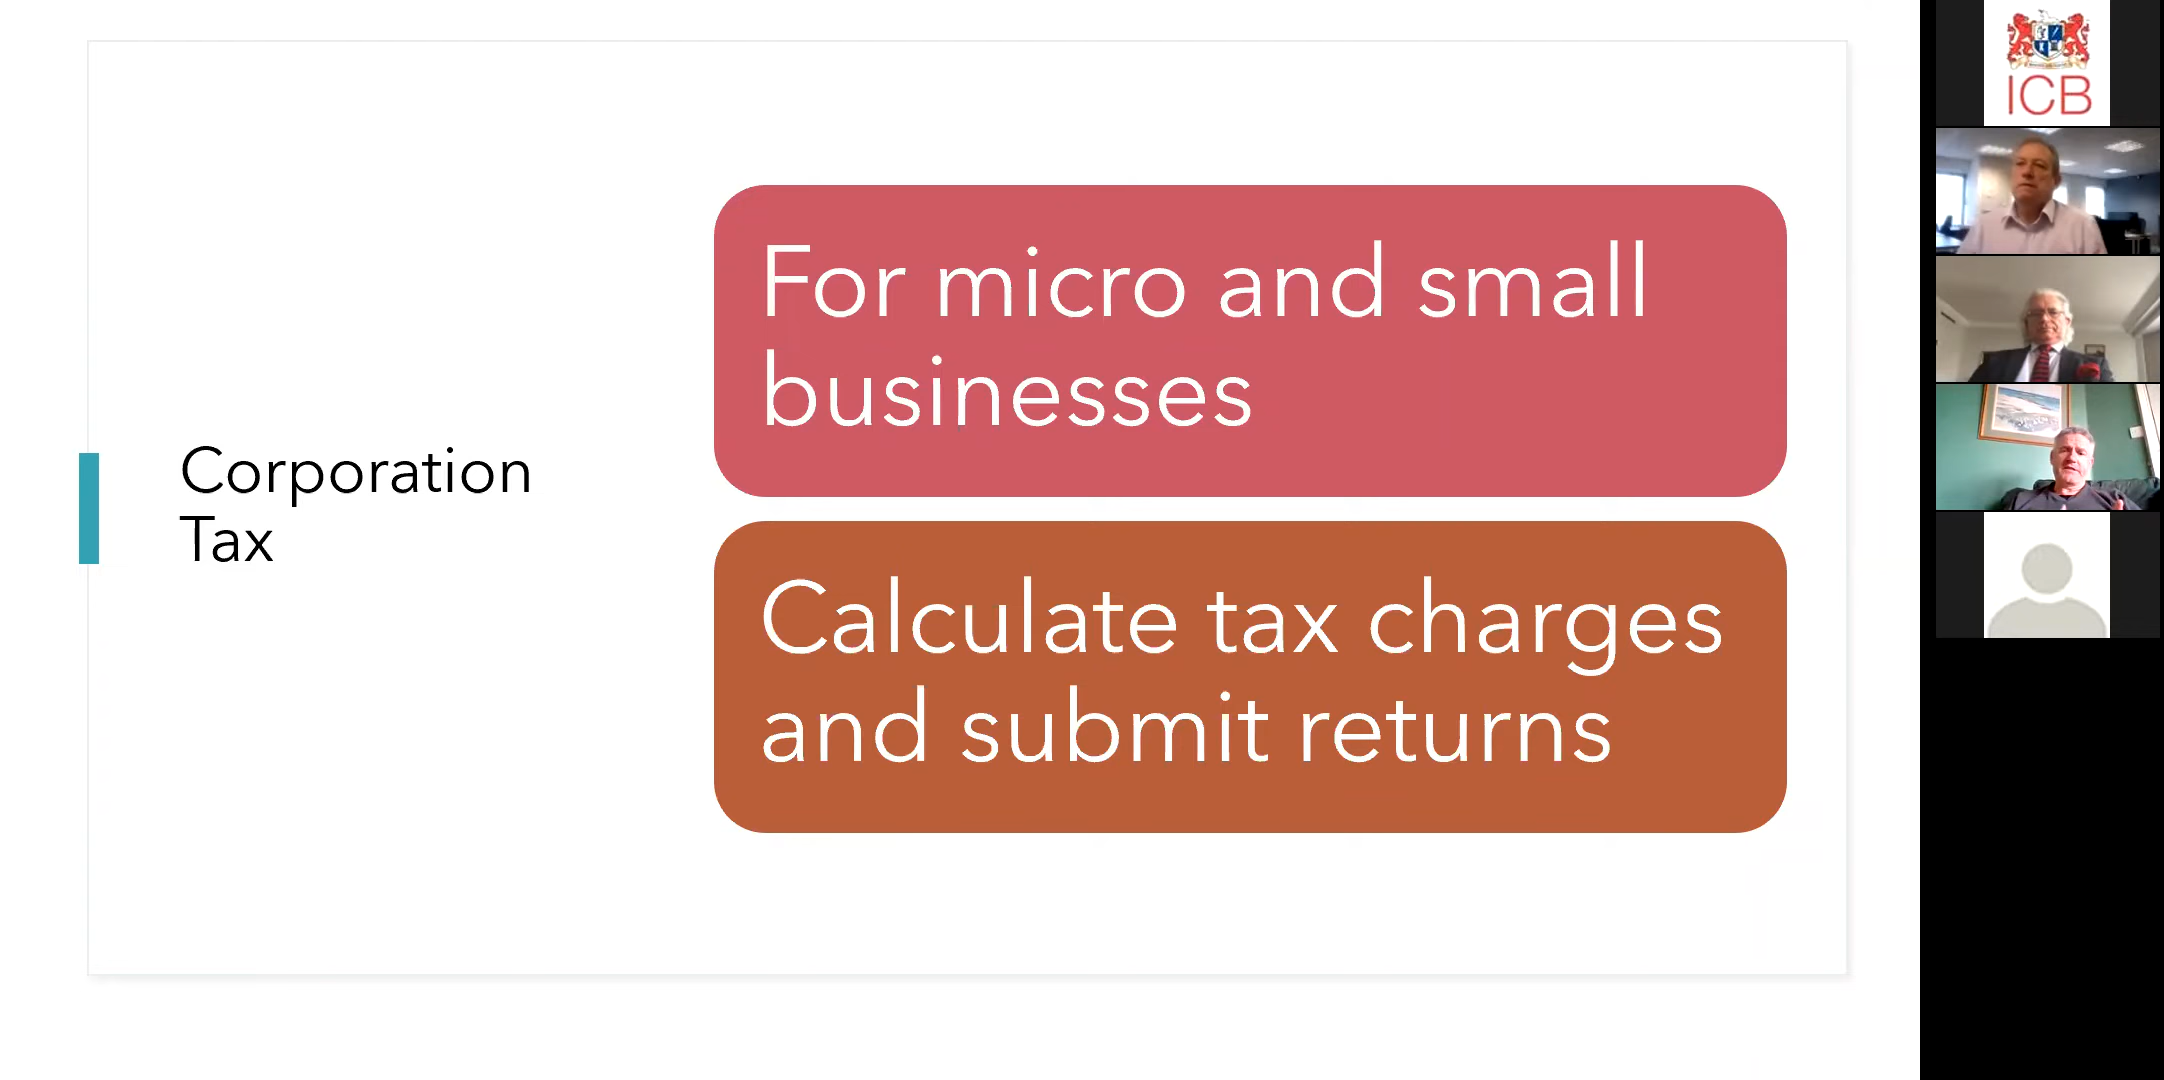 Corporation
Tax
For micro and small
businesses
Calculate tax charges
and submit returns
ICB